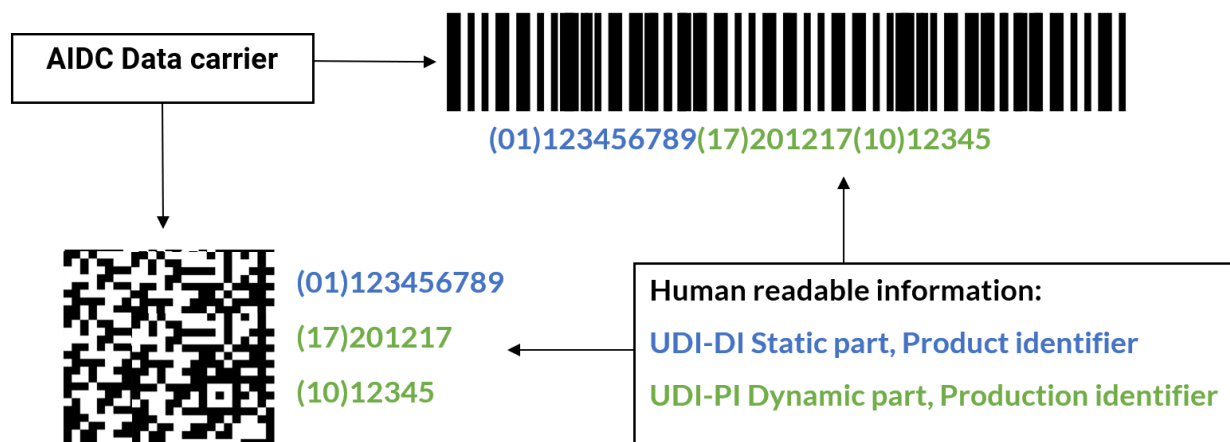 AIDC Data carrier
(01)123456789(17)201217(10)12345
(01)123456789
(17)201217
(10)12345
Human readable information:
UDI-DI Static part, Product identifier
UDI-PI Dynamic part, Production identifier